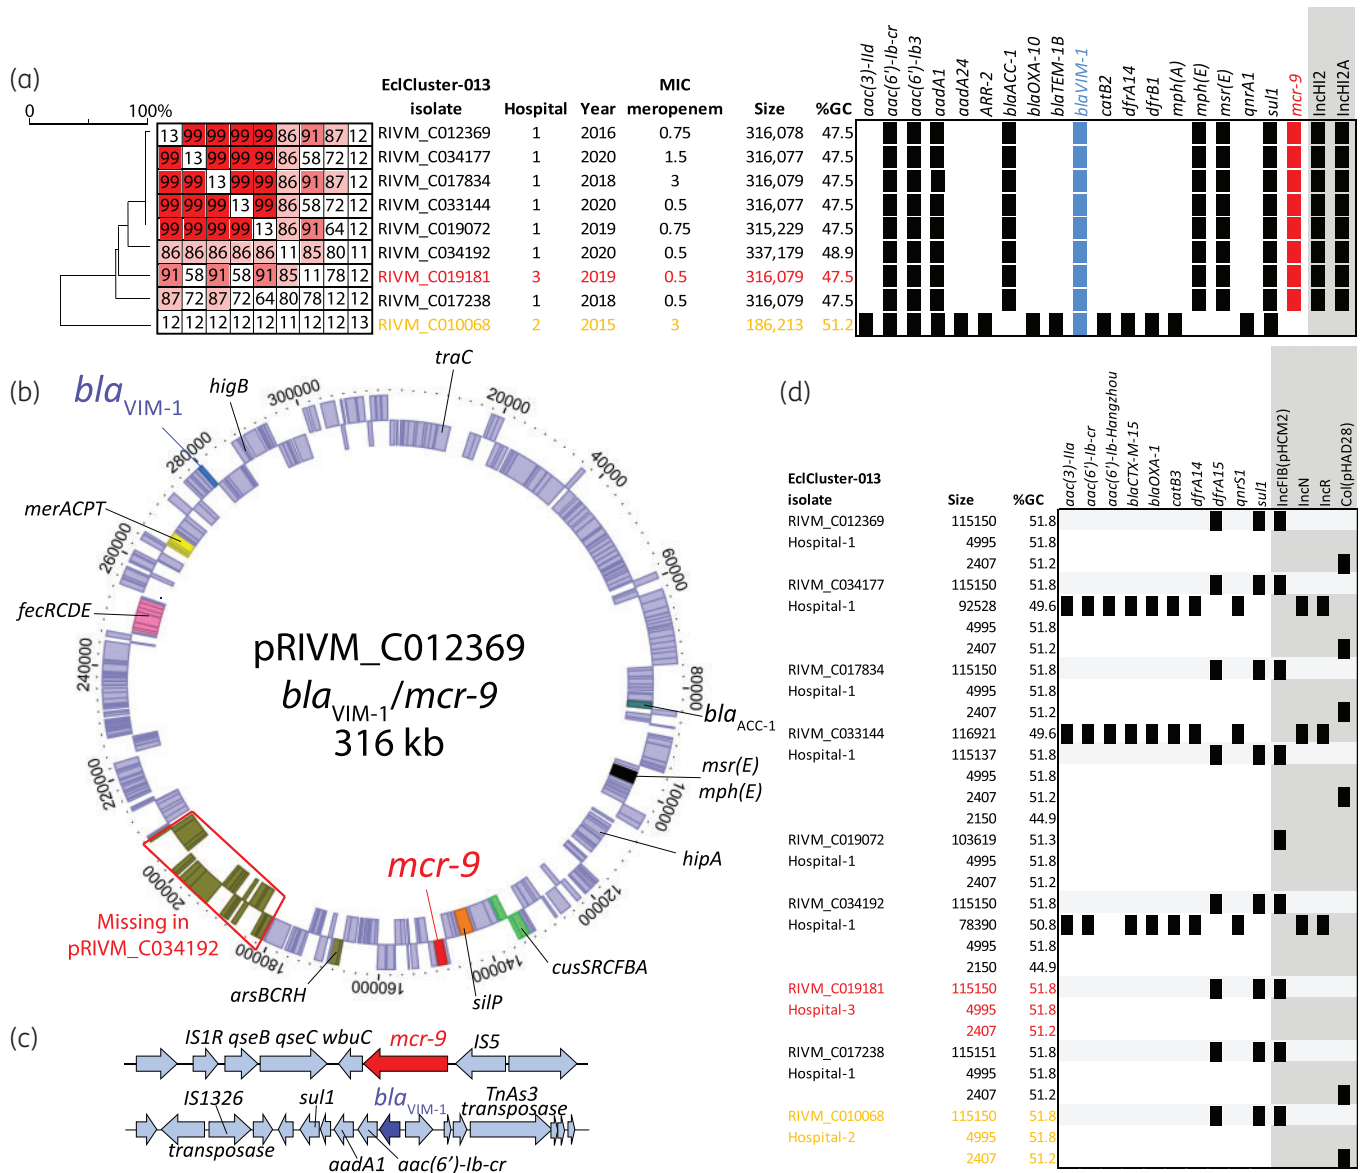 (a)
0 100%
EclCluster-013 isolate Hospital Year MIC meropenem Size %GC
aac(3)-IId aac(6')-Ib-cr aac(6')-Ib3 aadA1 aadA24 ARR-2 blaACC-1 blaOXA-10 blaTEM-1B blaVIM-1 catB2 dfrA14 dfrB1 mph(A) mph(E) msr(E) qnrA1 sul1 mcr-9 IncHI2 IncHI2A
13 99 99 99 99 86 91 87 12 RIVM_C012369 1 2016 0.75 316,078 47.5
99 13 99 99 99 86 58 72 12 RIVM_C034177 1 2020 1.5 316,077 47.5
99 99 13 99 99 86 91 87 12 RIVM_C017834 1 2018 3 316,079 47.5
99 99 99 13 99 86 58 72 12 RIVM_C033144 1 2020 0.5 316,077 47.5
99 99 99 99 13 86 91 64 12 RIVM_C019072 1 2019 0.75 315,229 47.5
86 86 86 86 86 11 85 80 11 RIVM_C034192 1 2020 0.5 337,179 48.9
91 58 91 58 91 85 11 78 12 RIVM_C019181 3 2019 0.5 316,079 47.5
87 72 87 72 64 80 78 12 12 RIVM_C017238 1 2018 0.5 316,079 47.5
12 12 12 12 12 11 12 12 13 RIVM_C010068 2 2015 3 186,213 51.2
(b)
blaVIM-1
higB
traC
merACPT
fecRCDE
blaACC-1
msr(E)
mph(E)
hipA
cusSRCFBA
silP
mcr-9
arsBCRH
Missing in
pRIVM_C034192
20000
40000
60000
80000
100000
120000
140000
160000
180000
200000
220000
240000
260000
280000
300000
pRIVM_C012369
blaVIM-1/mcr-9
316 kb
(c)
IS1R qseB qseC wbuC mcr-9 IS5
IS1326 sul1 blaVIM-1 TnAs3
transposase
transposase aadA1 aac(6')-Ib-cr
(d)
EclCluster-013
isolate Size %GC
aac(3)-IIa aac(6')-Ib-cr aac(6')-Ib-Hangzhou blaCTX-M-15 blaOXA-1 catB3 dfrA14 dfrA15 qnrS1 sul1 IncFIB(pHCM2) IncN IncR Col(pHAD28)
RIVM_C012369 115150 51.8
Hospital-1 4995 51.8
2407 51.2
RIVM_C034177 115150 51.8
Hospital-1 92528 49.6
4995 51.8
2407 51.2
RIVM_C017834 115150 51.8
Hospital-1 4995 51.8
2407 51.2
RIVM_C033144 116921 49.6
Hospital-1 115137 51.8
4995 51.8
2407 51.2
2150 44.9
RIVM_C019072 103619 51.3
Hospital-1 4995 51.8
2407 51.2
RIVM_C034192 115150 51.8
Hospital-1 78390 50.8
4995 51.8
2150 44.9
RIVM_C019181 115150 51.8
Hospital-3 4995 51.8
2407 51.2
RIVM_C017238 115151 51.8
Hospital-1 4995 51.8
2407 51.2
RIVM_C010068 115150 51.8
Hospital-2 4995 51.8
2407 51.2